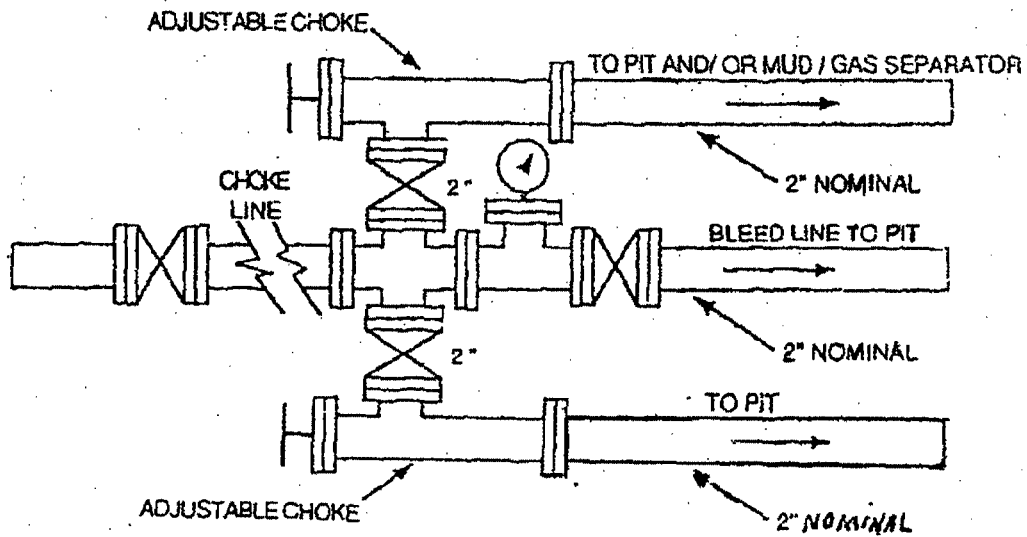 ADJUSTABLE CHOKE
TO PIT AND/ OR MUD / GAS SEPARATOR
2"
2" NOMINAL
CHOKE
LINE
BLEED LINE TO PIT
2" NOMINAL
2"
TO PIT
ADJUSTABLE CHOKE
2" NOMINAL